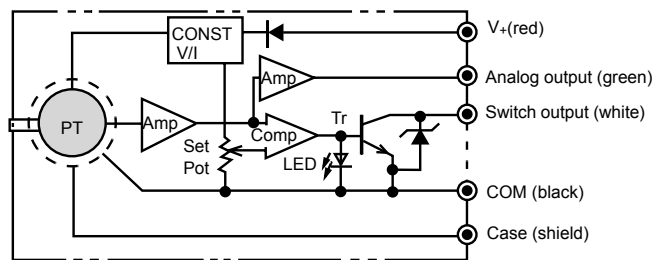 CONST
V/I
V+(red)
Amp
Analog output (green)
Switch output (white)
PT
Amp
Set
Pot
Comp
Tr
LED
COM (black)
Case (shield)